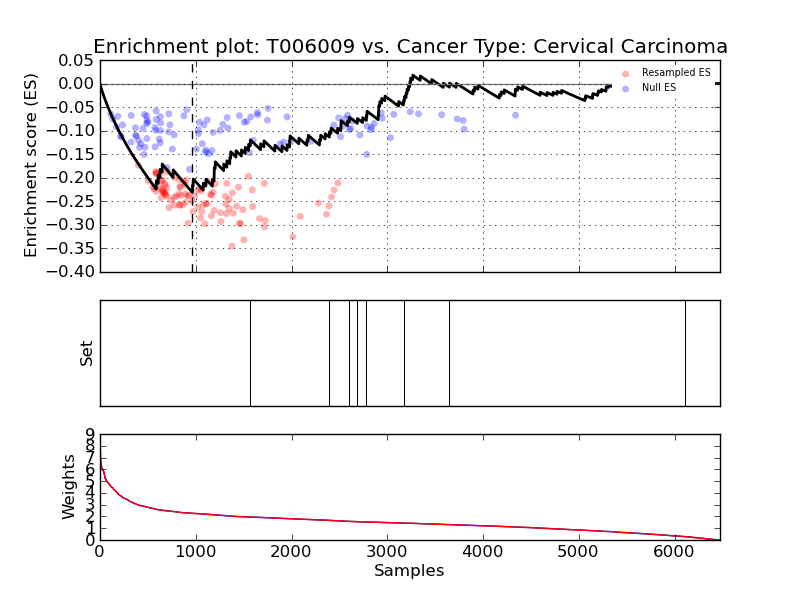 Enrichment plot: T006009 vs. Cancer Type: Cervical Carcinoma
Enrichment score (ES)
0.05
0.00
−0.05
−0.10
−0.15
−0.20
−0.25
−0.30
−0.35
−0.40
Resampled ES
Null ES
Set
Weights
9
8
7
6
5
4
3
2
1
0
0 1000 2000 3000 4000 5000 6000
Samples